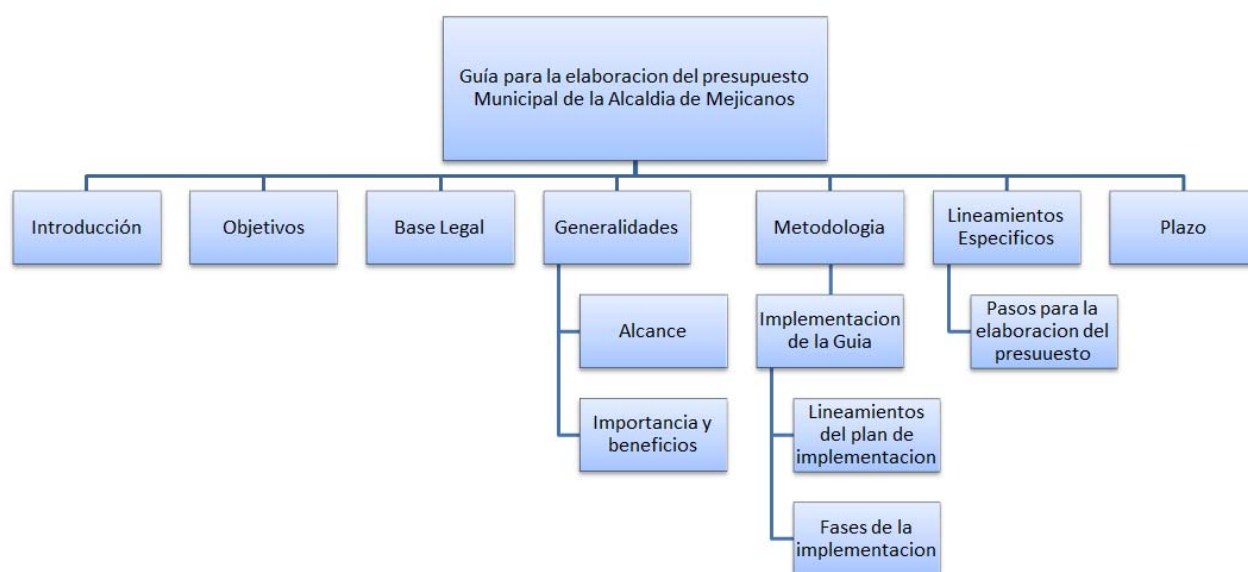 Guía para la elaboracion del presupuesto
Municipal de la Alcaldia de Mejicanos
Introducción
Objetivos
Base Legal
Generalidades
Metodologia
Lineamientos
Especificos
Plazo
Alcance
Importancia y
beneficios
Implementacion
de la Guia
Lineamientos
del plan de
implementacion
Fases de la
implementacion
Pasos para la
elaboracion del
presuuesto